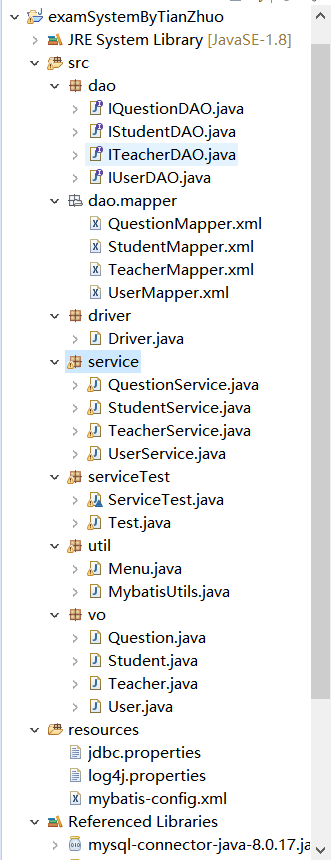 examSystemByTianZhuo
JRE System Library [JavaSE-1.8]
src
dao
IQuestionDAO.java
IStudentDAO.java
ITeacherDAO.java
IUserDAO.java
dao.mapper
QuestionMapper.xml
StudentMapper.xml
TeacherMapper.xml
UserMapper.xml
driver
Driver.java
service
QuestionService.java
StudentService.java
TeacherService.java
UserService.java
serviceTest
ServiceTest.java
Test.java
util
Menu.java
MybatisUtils.java
vo
Question.java
Student.java
Teacher.java
User.java
resources
jdbc.properties
log4j.properties
mybatis-config.xml
Referenced Libraries
mysql-connector-java-8.0.17.ja